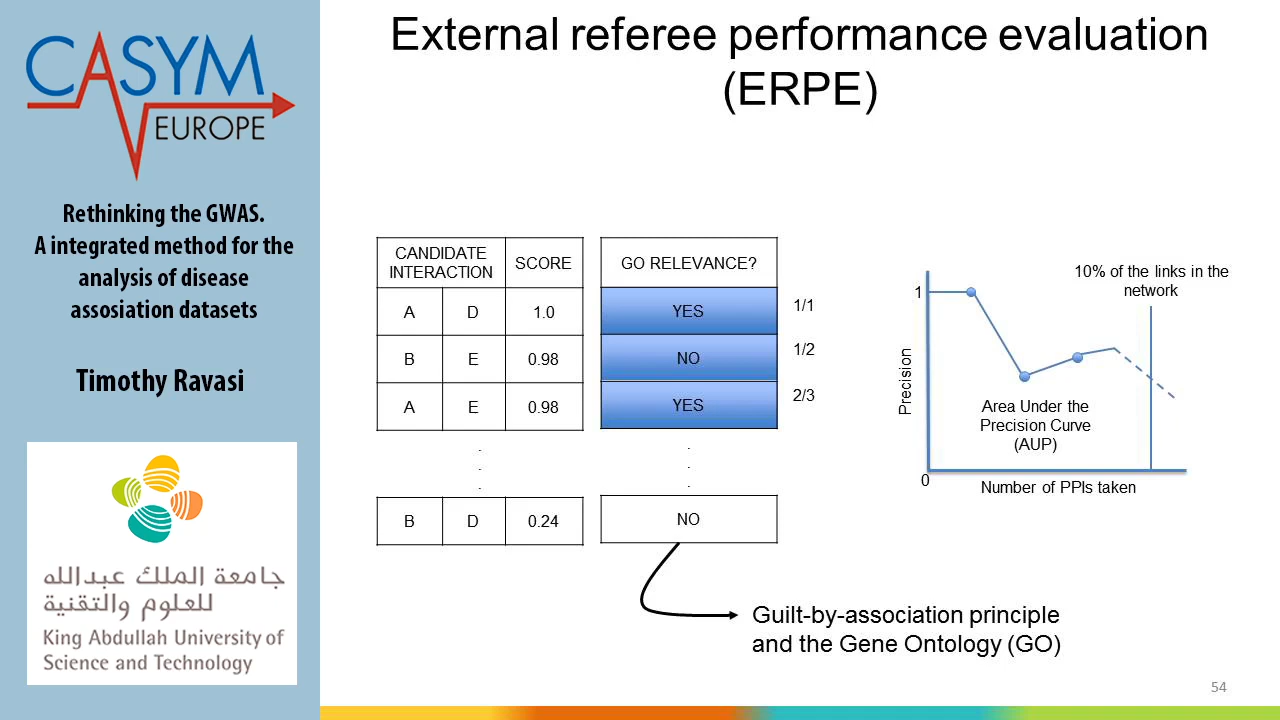 External referee performance evaluation
(ERPE)
CASYM
EUROPE
Rethinking the GWAS.
A integrated method for the
analysis of disease
assosiation datasets
Timothy Ravasi
جامعة الملك عبدالله
للعلوم والتقنية
King Abdullah University of
Science and Technology
CANDIDATE INTERACTION SCORE GO RELEVANCE?
A D 1.0 YES 1/1
B E 0.98 NO 1/2
A E 0.98 YES 2/3
. .
. .
. .
B D 0.24 NO
10% of the links in the
network
1
Precision
Area Under the
Precision Curve
(AUP)
0
Number of PPIs taken
Guilt-by-association principle
and the Gene Ontology (GO)
54